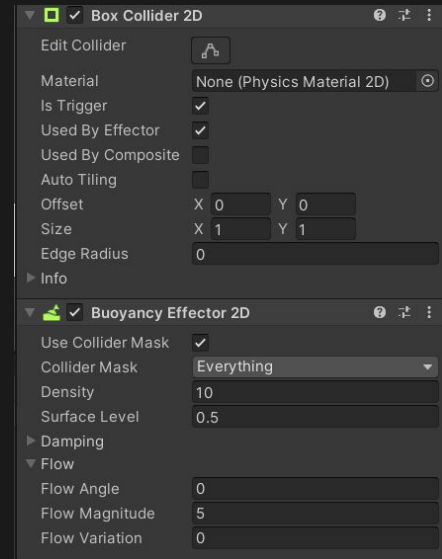 Box Collider 2D
Edit Collider
Material None (Physics Material 2D)
Is Trigger
Used By Effector
Used By Composite
Auto Tiling
Offset X 0 Y 0
Size X 1 Y 1
Edge Radius 0
Info
Buoyancy Effector 2D
Use Collider Mask
Collider Mask Everything
Density 10
Surface Level 0.5
Damping
Flow
Flow Angle 0
Flow Magnitude 5
Flow Variation 0